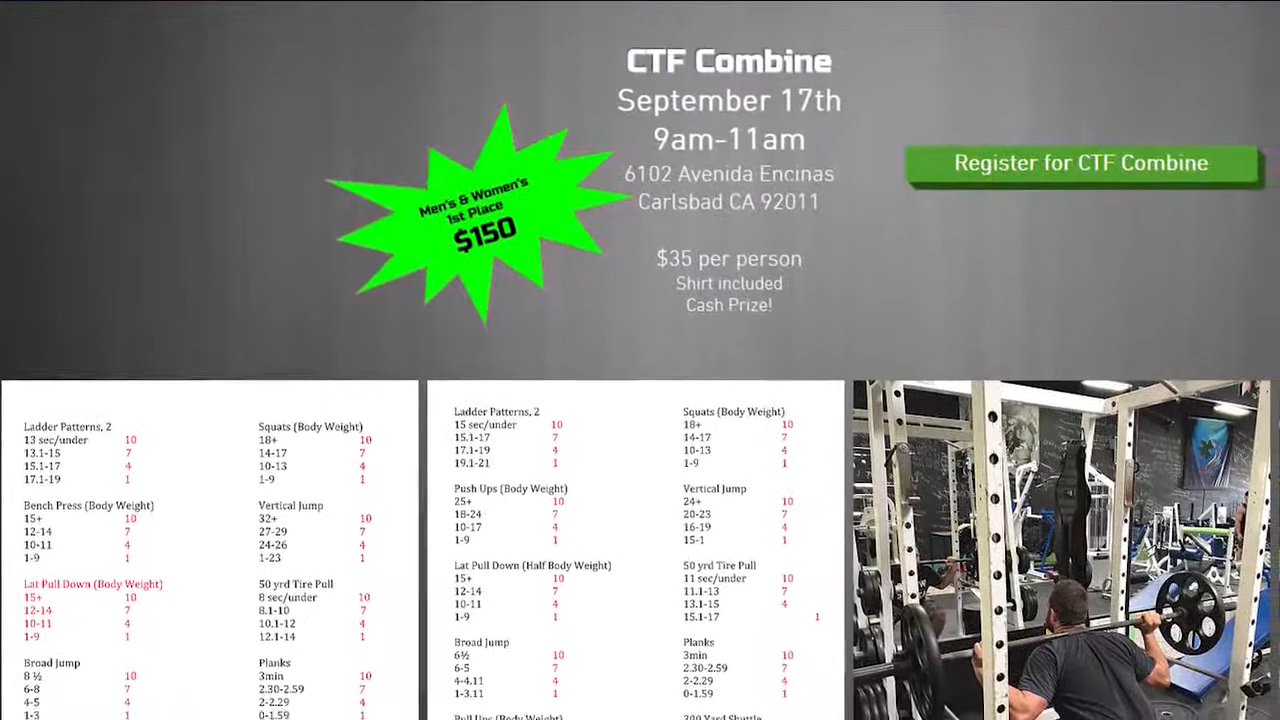 CTF Combine
September 17th
9am-11am
6102 Avenida Encinas
Carlsbad CA 92011
$35 per person
Shirt included
Cash Prize!
Men's & Women's
1st Place
$150
Register for CTF Combine
Ladder Patterns, 2
13 sec/under 10
13.1-15 7
15.1-17 4
17.1-19 1
Bench Press (Body Weight)
15+ 10
12-14 7
10-11 4
1-9 1
Lat Pull Down (Body Weight)
15+ 10
12-14 7
10-11 4
1-9 1
Broad Jump
8 ½ 10
6-8 7
4-5 4
1-3 1
Squats (Body Weight)
18+ 10
14-17 7
10-13 4
1-9 1
Vertical Jump
32+ 10
27-29 7
24-26 4
1-23 1
50 yrd Tire Pull
8 sec/under 10
8.1-10 7
10.1-12 4
12.1-14 1
Planks
3min 10
2.30-2.59 7
2-2.29 4
0-1.59 1
Ladder Patterns, 2
15 sec/under 10
15.1-17 7
17.1-19 4
19.1-21 1
Push Ups (Body Weight)
25+ 10
18-24 7
10-17 4
1-9 1
Lat Pull Down (Half Body Weight)
15+ 10
12-14 7
10-11 4
1-9 1
Broad Jump
6½ 10
6-5 7
4-4.11 4
1-3.11 1
Pull Ups (Body Weight)
Squats (Body Weight)
18+ 10
14-17 7
10-13 4
1-9 1
Vertical Jump
24+ 10
20-23 7
16-19 4
15-1 1
50 yrd Tire Pull
11 sec/under 10
11.1-13 7
13.1-15 4
15.1-17 1
Planks
3min 10
2.30-2.59 7
2-2.29 4
0-1.59 1
300 Yard Shuttle